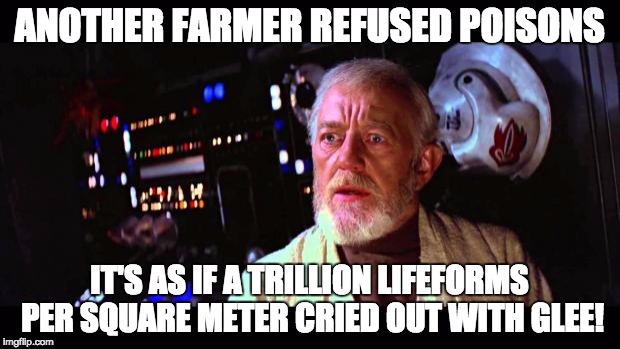 ANOTHER FARMER REFUSED POISONS
IT'S AS IF A TRILLION LIFEFORMS
PER SQUARE METER CRIED OUT WITH GLEE!
imgflip.com